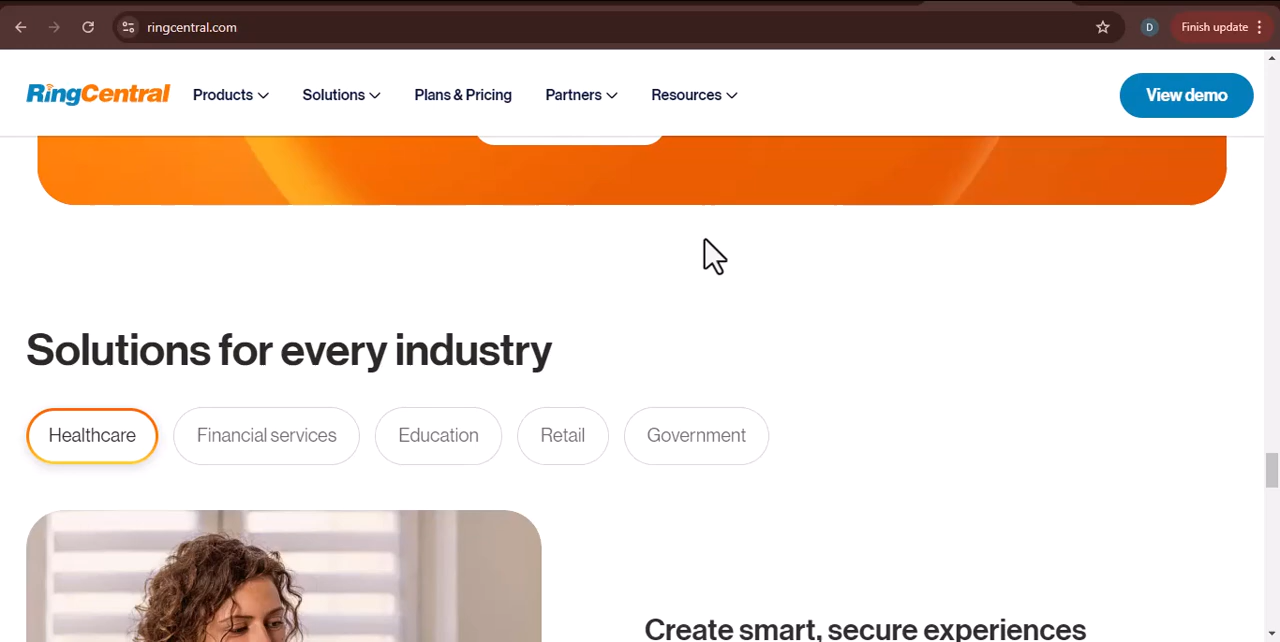 ringcentral.com
D
Finish update
RingCentral
Products
Solutions
Plans & Pricing
Partners
Resources
View demo
Solutions for every industry
Healthcare
Financial services
Education
Retail
Government
Create smart, secure experiences